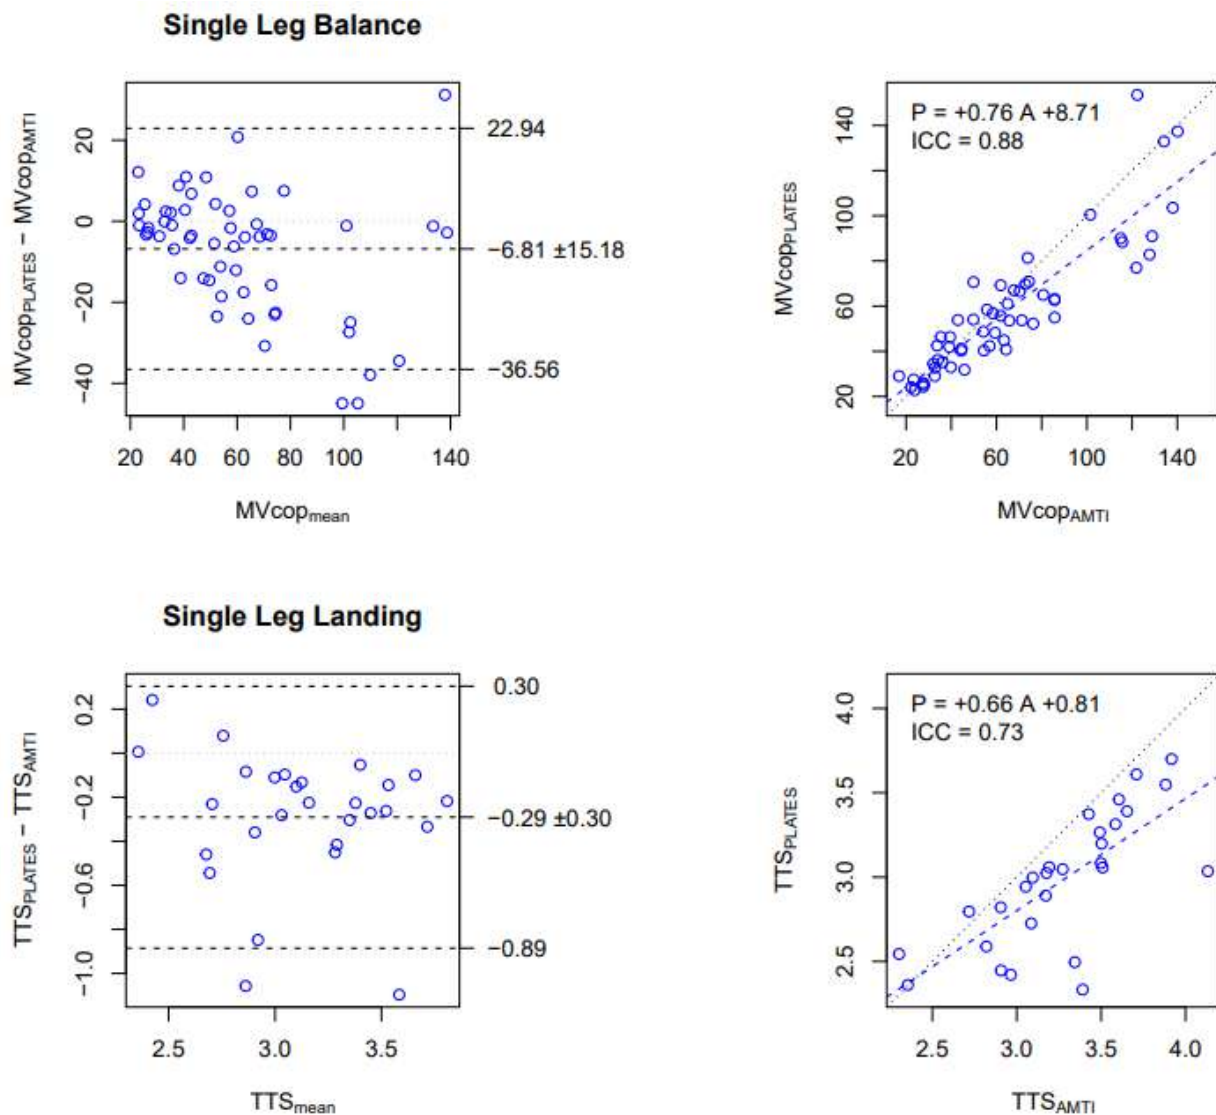 Single Leg Balance
MVcopPLATES − MVcopAMTI
20
0
−20
−40
22.94
−6.81 ±15.18
−36.56
20 40 60 80 100 140
MVcopmean
P = +0.76 A +8.71
ICC = 0.88
MVcopPLATES
140
100
60
20
20 60 100 140
MVcopAMTI
Single Leg Landing
TTSPLATES − TTSAMTI
0.2
−0.2
−0.6
−1.0
0.30
−0.29 ±0.30
−0.89
2.5 3.0 3.5
TTSmean
P = +0.66 A +0.81
ICC = 0.73
TTSPLATES
4.0
3.5
3.0
2.5
2.5 3.0 3.5 4.0
TTSAMTI